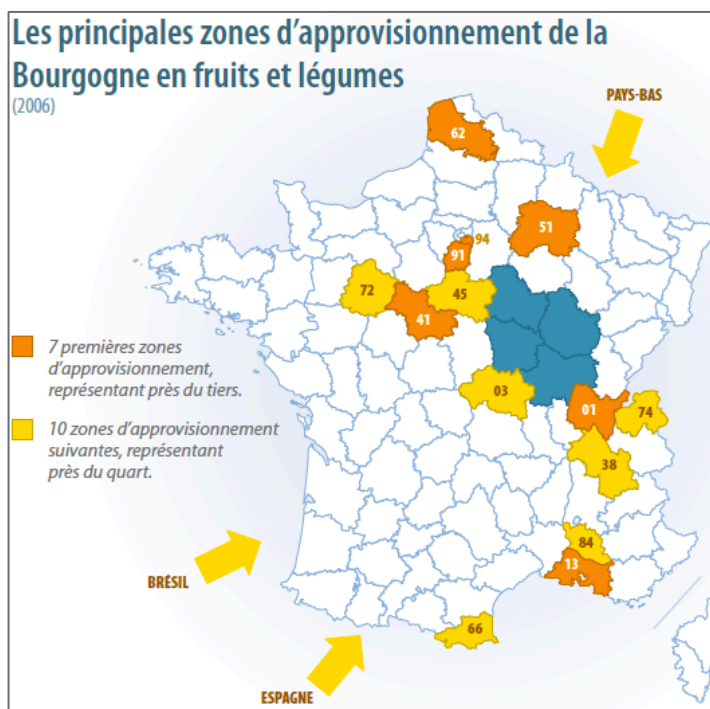 Les principales zones d’approvisionnement de la
Bourgogne en fruits et légumes
(2006)
PAYS-BAS
62
51
94
91
72
45
41
7 premières zones
d’approvisionnement,
représentant près du tiers.
03
01
74
10 zones d’approvisionnement
suivantes, représentant
près du quart.
38
84
13
BRÉSIL
66
ESPAGNE